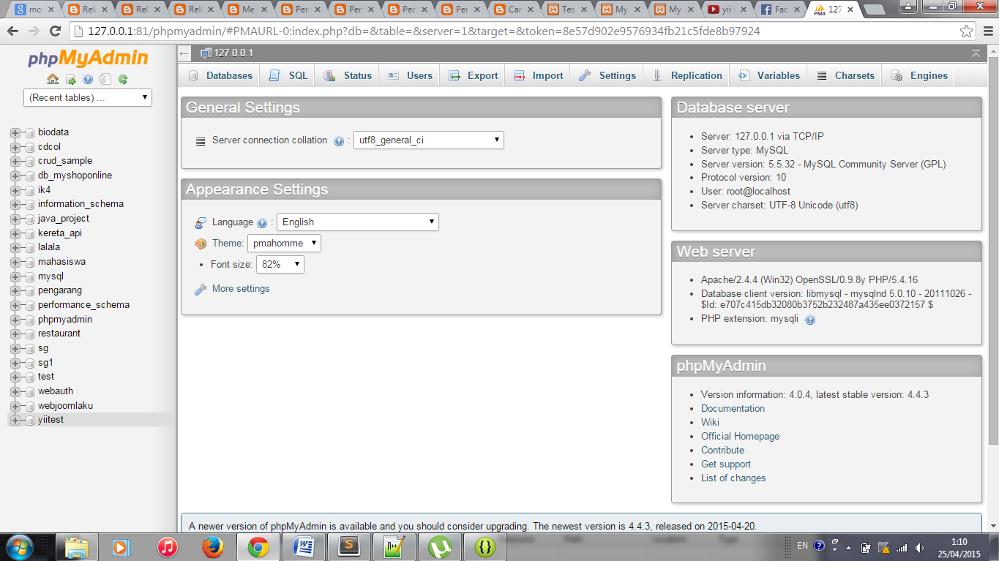 mo
Rel
Rel
Rel
Me
Per
Per
Per
Per
Car
Tes
My
My
yii t
Fac
127
127.0.0.1:81/phpmyadmin/#PMAURL-0:index.php?db=&table=&server=1&target=&token=8e57d902e9576934fb21c5fde8b97924
phpMyAdmin
(Recent tables) ...
biodata
cdcol
crud_sample
db_myshoponline
ik4
information_schema
java_project
kereta_api
lalala
mahasiswa
mysql
pengarang
performance_schema
phpmyadmin
restaurant
sg
sg1
test
webauth
webjoomlaku
yiitest
127.0.0.1
Databases SQL Status Users Export Import Settings Replication Variables Charsets Engines
General Settings
Server connection collation : utf8_general_ci
Appearance Settings
Language : English
Theme: pmahomme
Font size: 82%
More settings
Database server
Server: 127.0.0.1 via TCP/IP
Server type: MySQL
Server version: 5.5.32 - MySQL Community Server (GPL)
Protocol version: 10
User: root@localhost
Server charset: UTF-8 Unicode (utf8)
Web server
Apache/2.4.4 (Win32) OpenSSL/0.9.8y PHP/5.4.16
Database client version: libmysql - mysqlnd 5.0.10 - 20111026 -
$Id: e707c415db32080b3752b232487a435ee0372157 $
PHP extension: mysqli
phpMyAdmin
Version information: 4.0.4, latest stable version: 4.4.3
Documentation
Wiki
Official Homepage
Contribute
Get support
List of changes
A newer version of phpMyAdmin is available and you should consider upgrading. The newest version is 4.4.3, released on 2015-04-20.
EN
1:10
25/04/2015